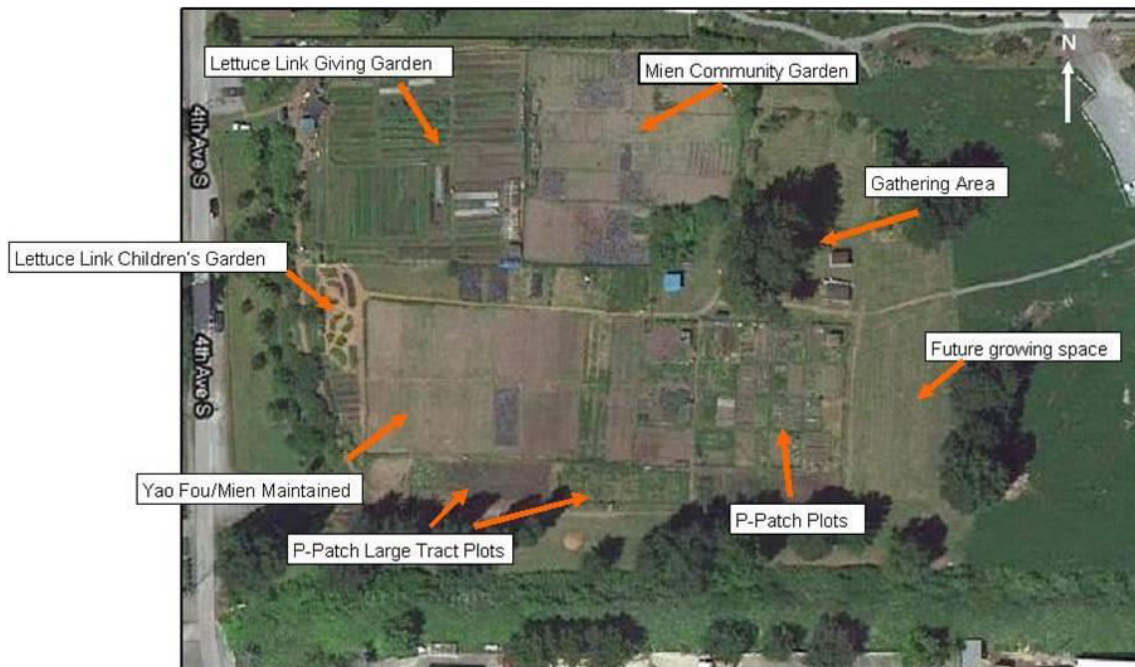 N
Lettuce Link Giving Garden
Mien Community Garden
4th Ave S
Gathering Area
Lettuce Link Children's Garden
4th Ave S
Future growing space
Yao Fou/Mien Maintained
P-Patch Plots
P-Patch Large Tract Plots